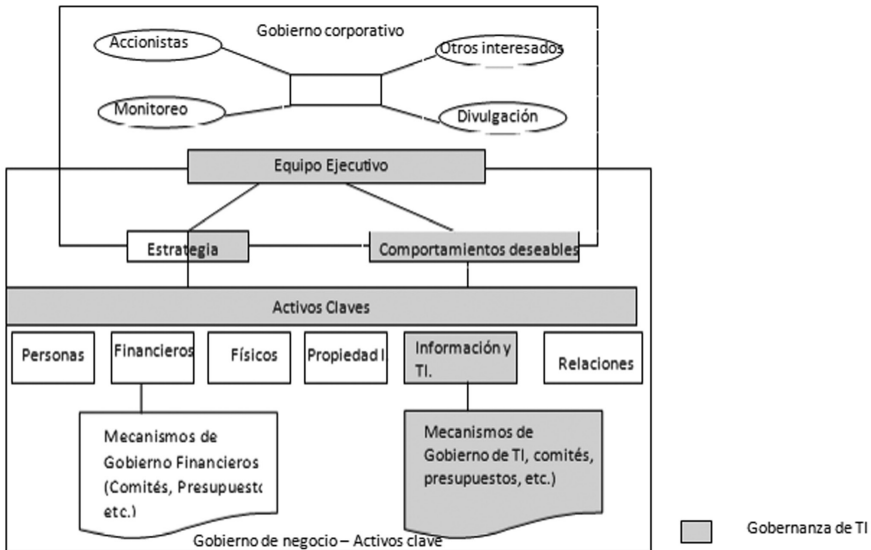 Gobierno corporativo
Accionistas
Otros interesados
Monitoreo
Divulgación
Equipo Ejecutivo
Estrategia
Comportamientos deseables
Activos Claves
Personas
Financieros
Físicos
Propiedad I.
Información y
TI.
Relaciones
Mecanismos de
Gobierno Financieros
(Comités, Presupuesto
etc.)
Mecanismos de
Gobierno de TI, comités,
presupuestos, etc.)
Gobierno de negocio – Activos clave
Gobernanza de TI